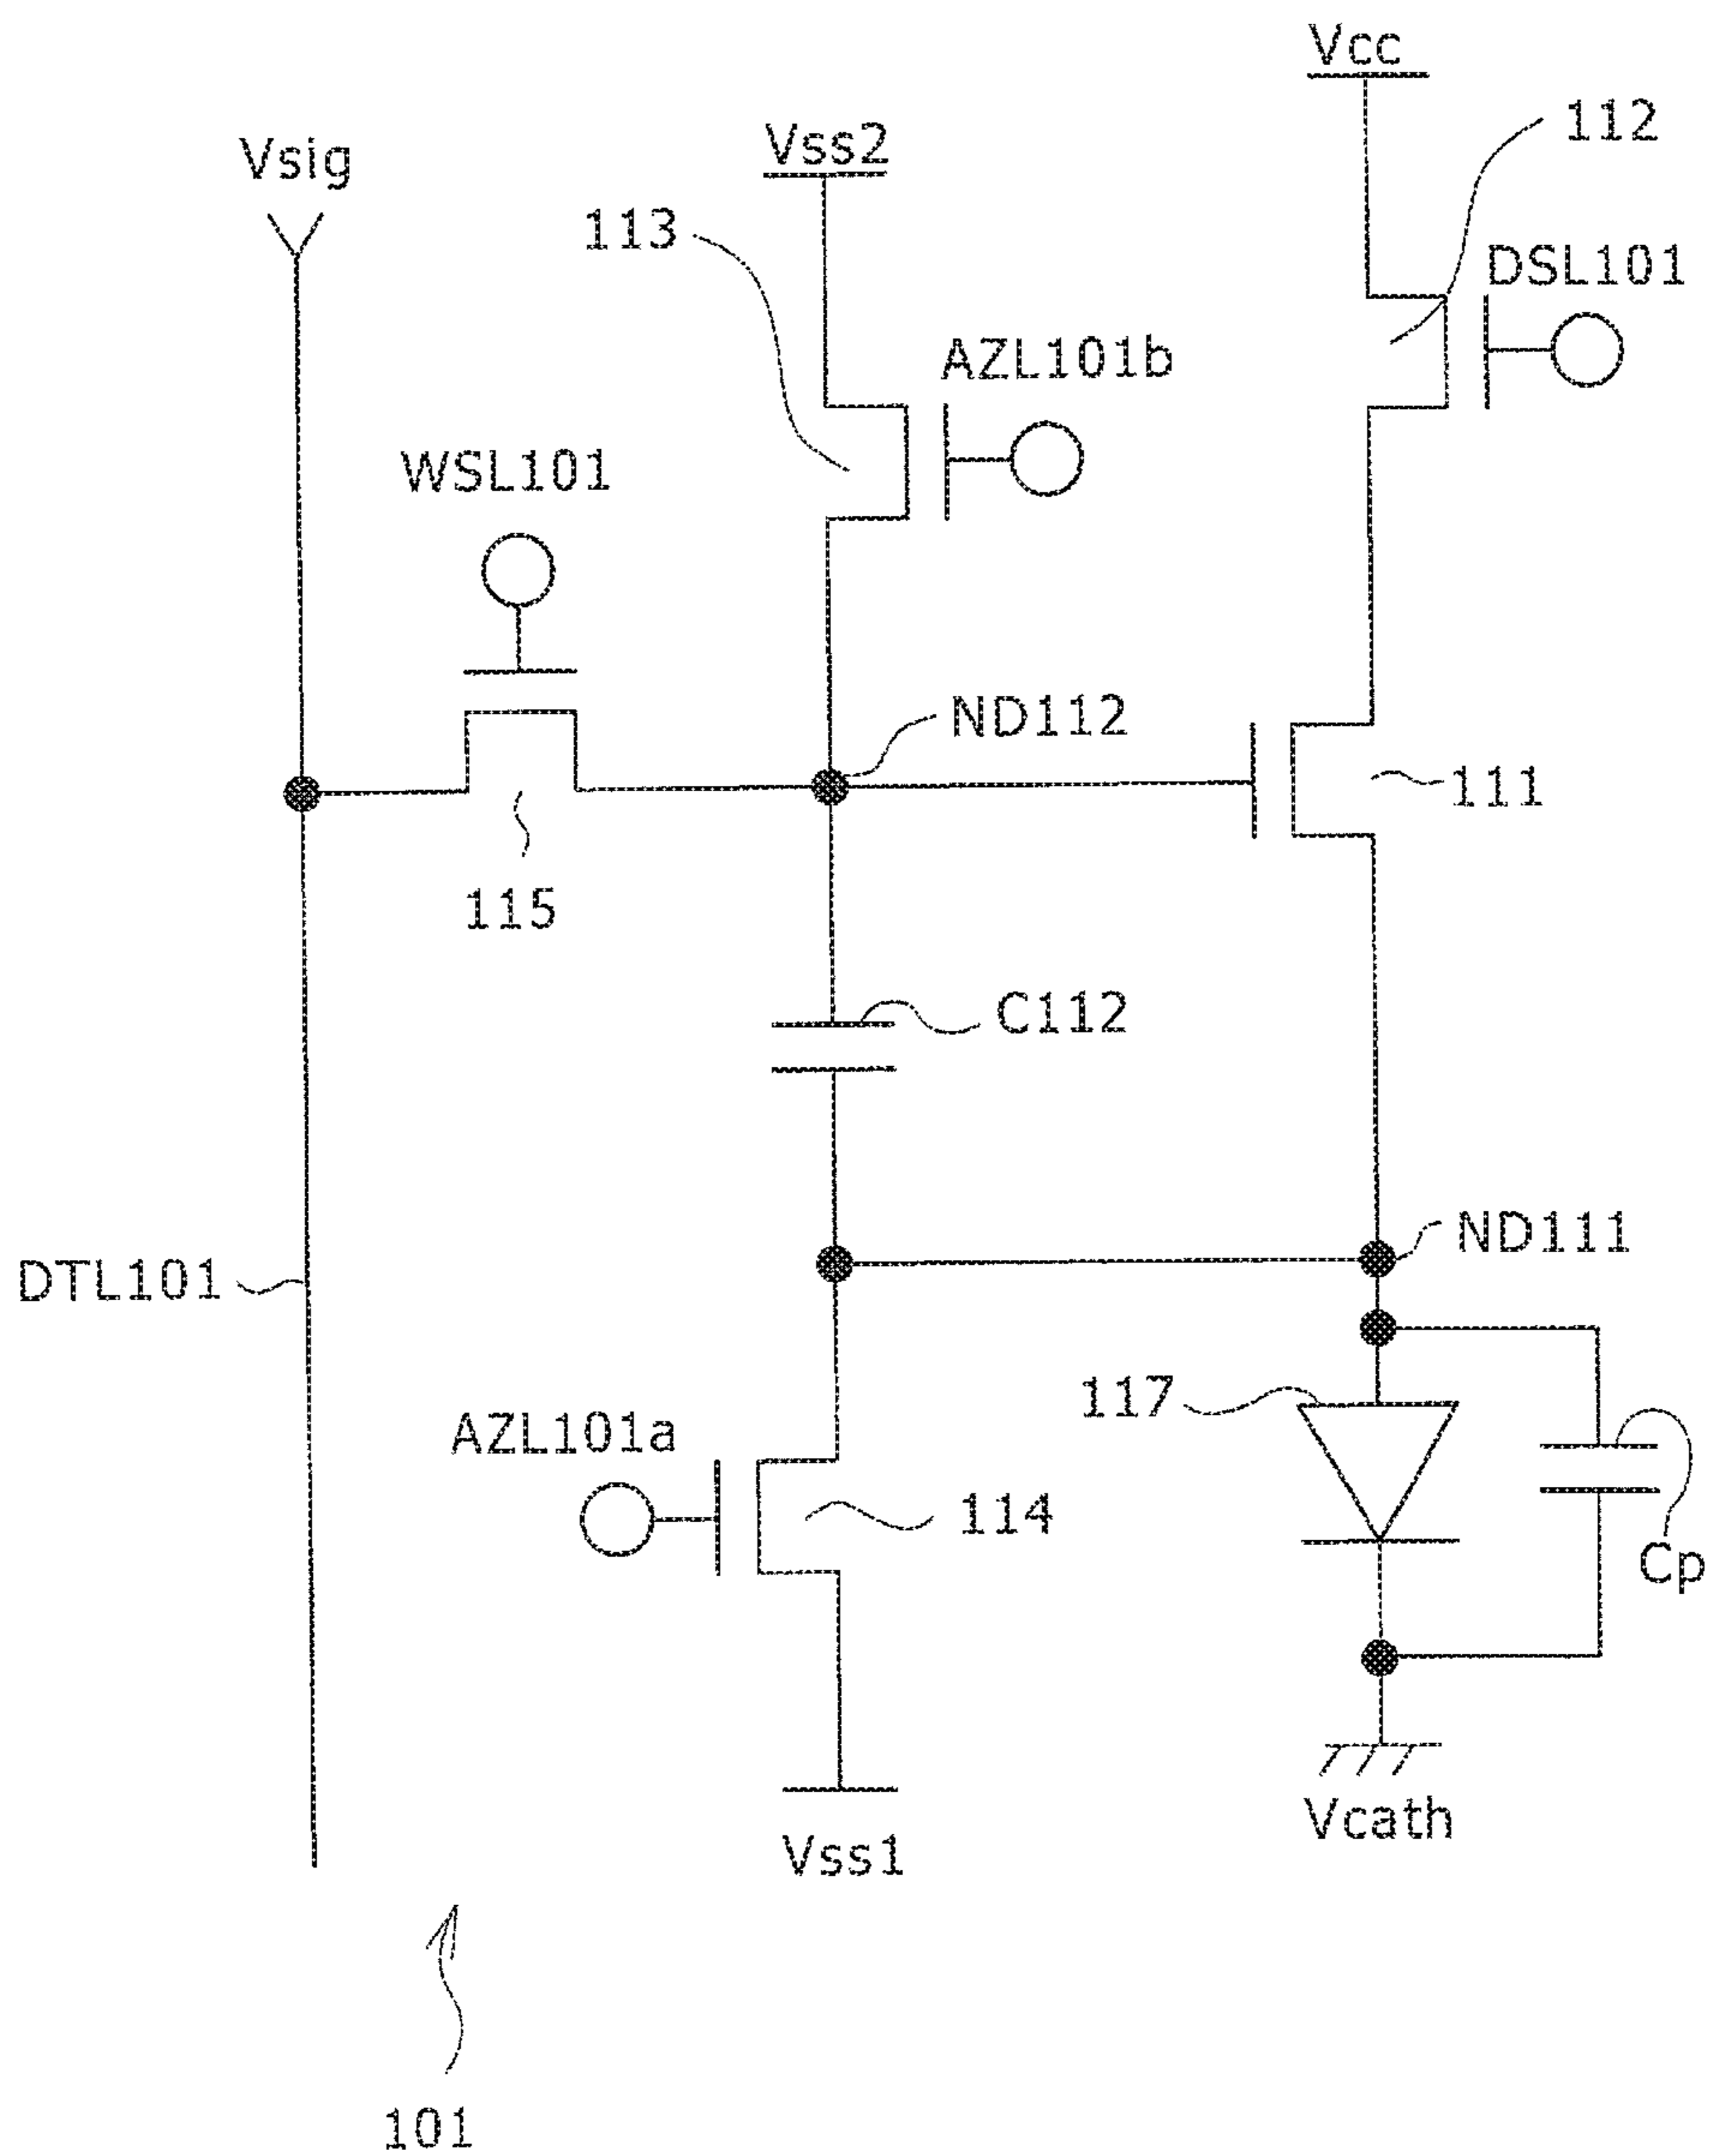 Vcc
112
Vss2
Vsig
113
DSL101
AZL101b
WSL101
ND112
111
115
C112
ND111
DTL101
117
AZL101a
114
Cp
Vcath
Vss1
101